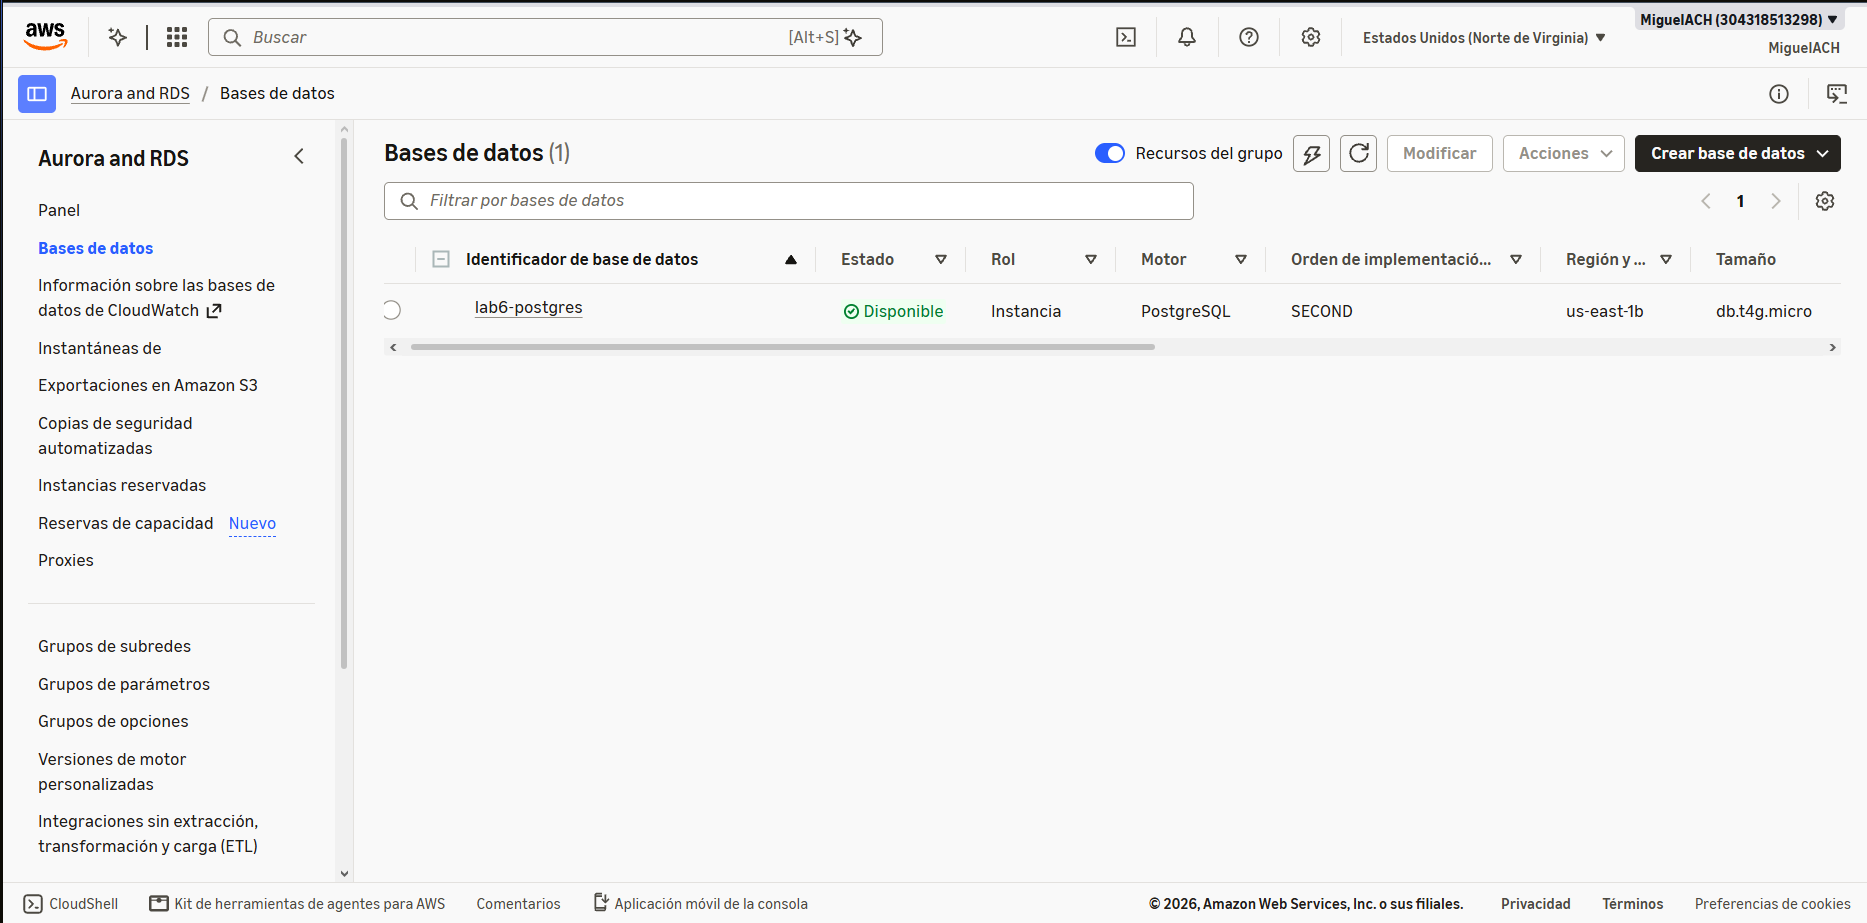 aws
Buscar
[Alt+S]
Estados Unidos (Norte de Virginia)
MiguelACH (304318513298)
MiguelACH
Aurora and RDS / Bases de datos
Aurora and RDS
Panel
Bases de datos
Información sobre las bases de
datos de CloudWatch
Instantáneas de
Exportaciones en Amazon S3
Copias de seguridad
automatizadas
Instancias reservadas
Reservas de capacidad Nuevo
Proxies
Grupos de subredes
Grupos de parámetros
Grupos de opciones
Versiones de motor
personalizadas
Integraciones sin extracción,
transformación y carga (ETL)
Bases de datos (1)
Recursos del grupo
Modificar
Acciones
Crear base de datos
Filtrar por bases de datos
1
Identificador de base de datos Estado Rol Motor Orden de implementació... Región y ... Tamaño
lab6-postgres Disponible Instancia PostgreSQL SECOND us-east-1b db.t4g.micro
CloudShell Kit de herramientas de agentes para AWS Comentarios Aplicación móvil de la consola © 2026, Amazon Web Services, Inc. o sus filiales. Privacidad Términos Preferencias de cookies